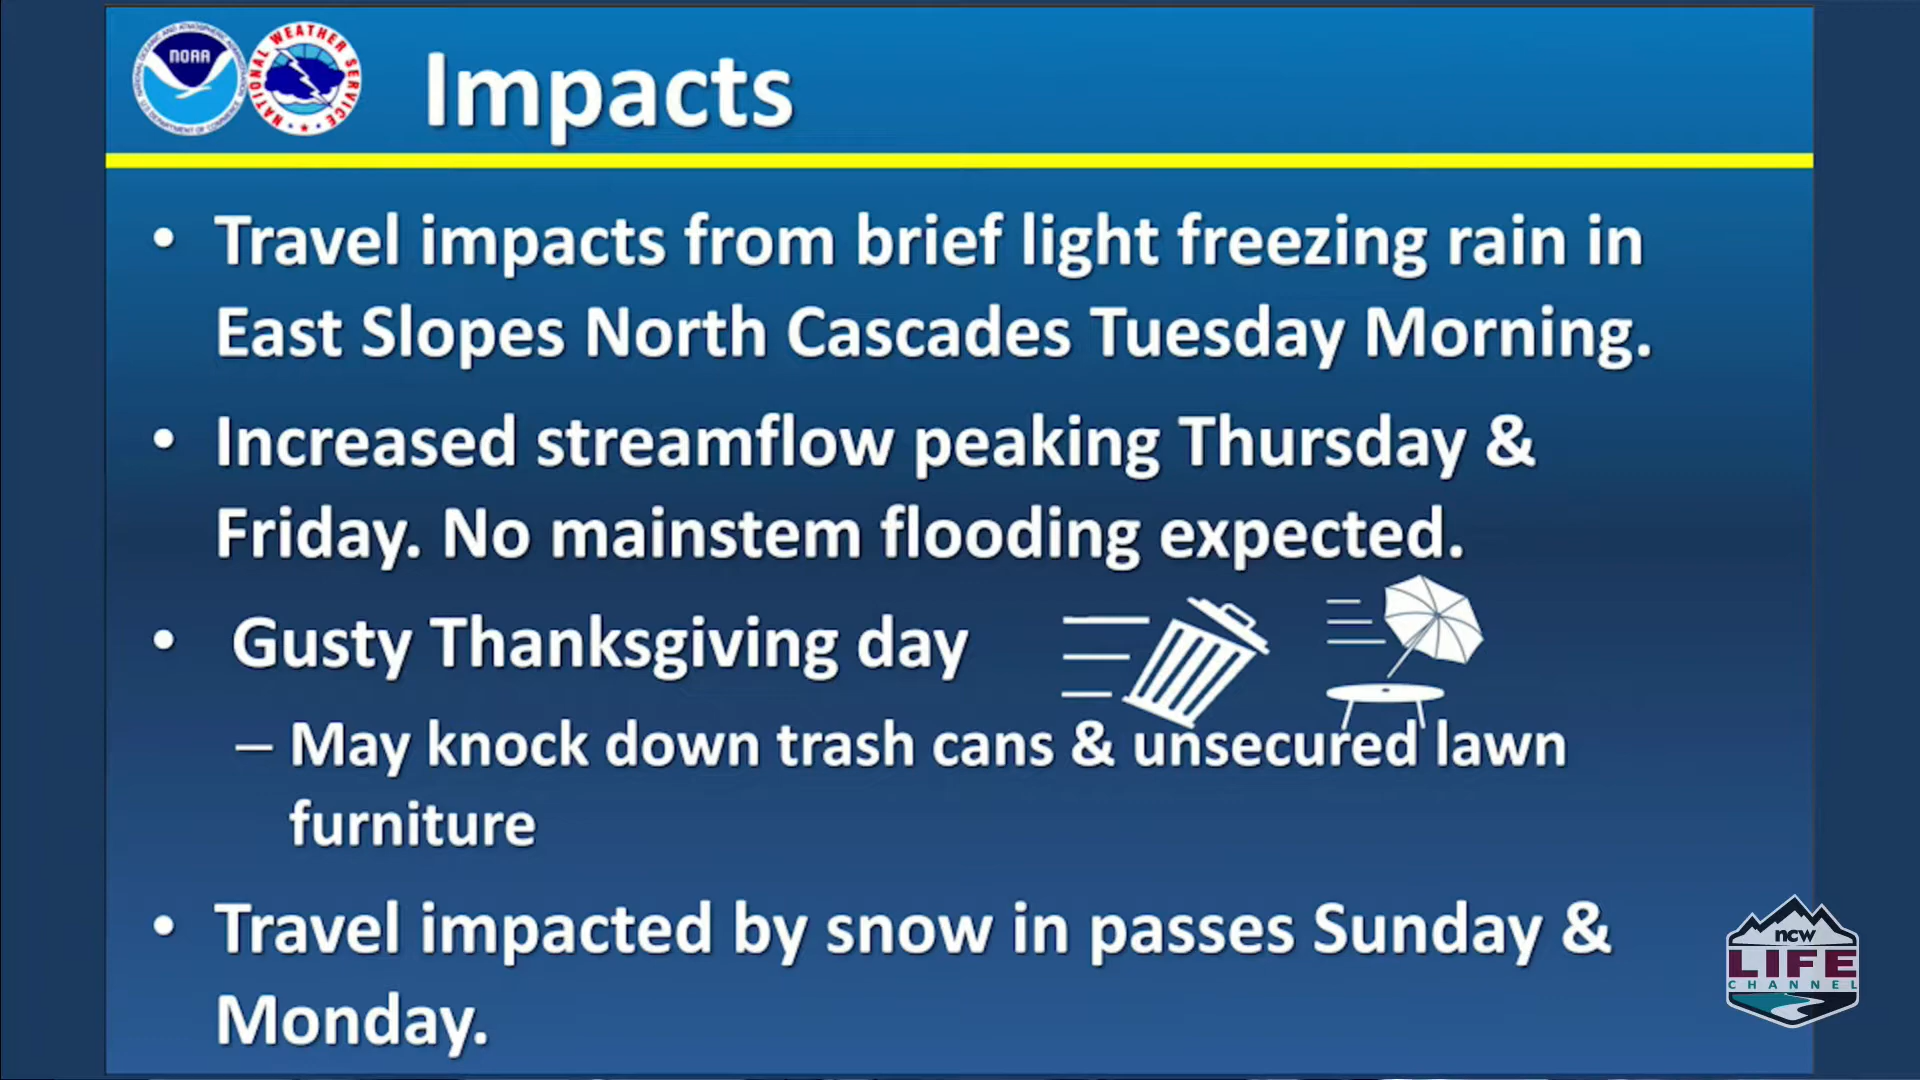 NOAA
NATIONAL WEATHER SERVICE
Impacts
• Travel impacts from brief light freezing rain in
East Slopes North Cascades Tuesday Morning.
• Increased streamflow peaking Thursday &
Friday. No mainstem flooding expected.
• Gusty Thanksgiving day
– May knock down trash cans & unsecured lawn
furniture
• Travel impacted by snow in passes Sunday &
Monday.
ncw
LIFE
CHANNEL